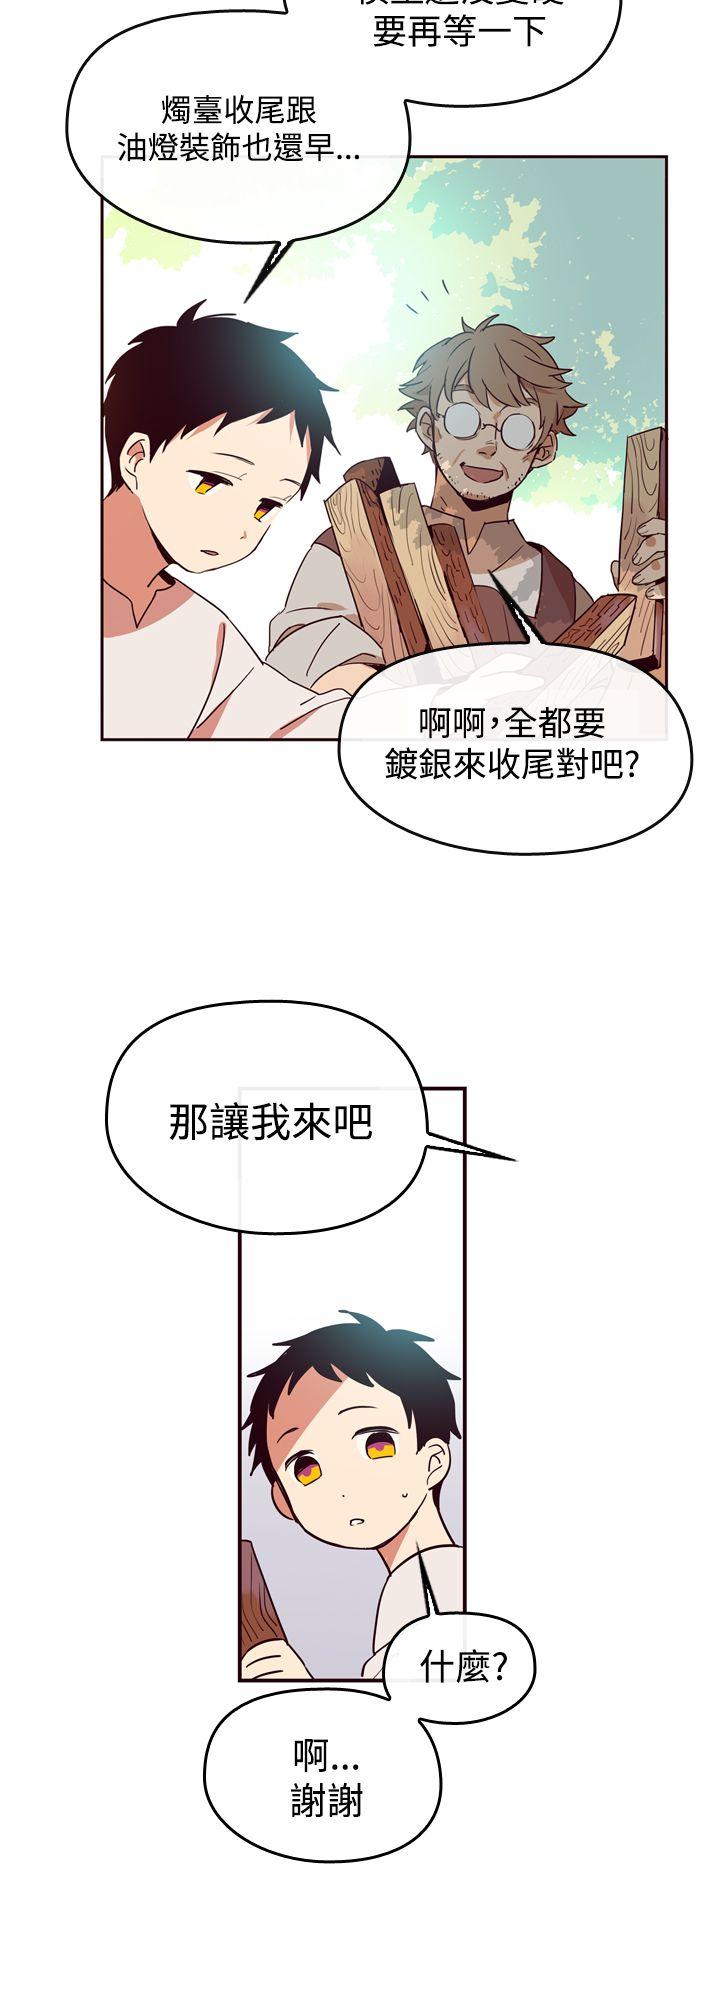 要再等一下
燭臺收尾跟
油燈裝飾也還早...
啊啊,全都要
鍍銀來收尾對吧?
那讓我來吧
什麼?
啊...
謝謝